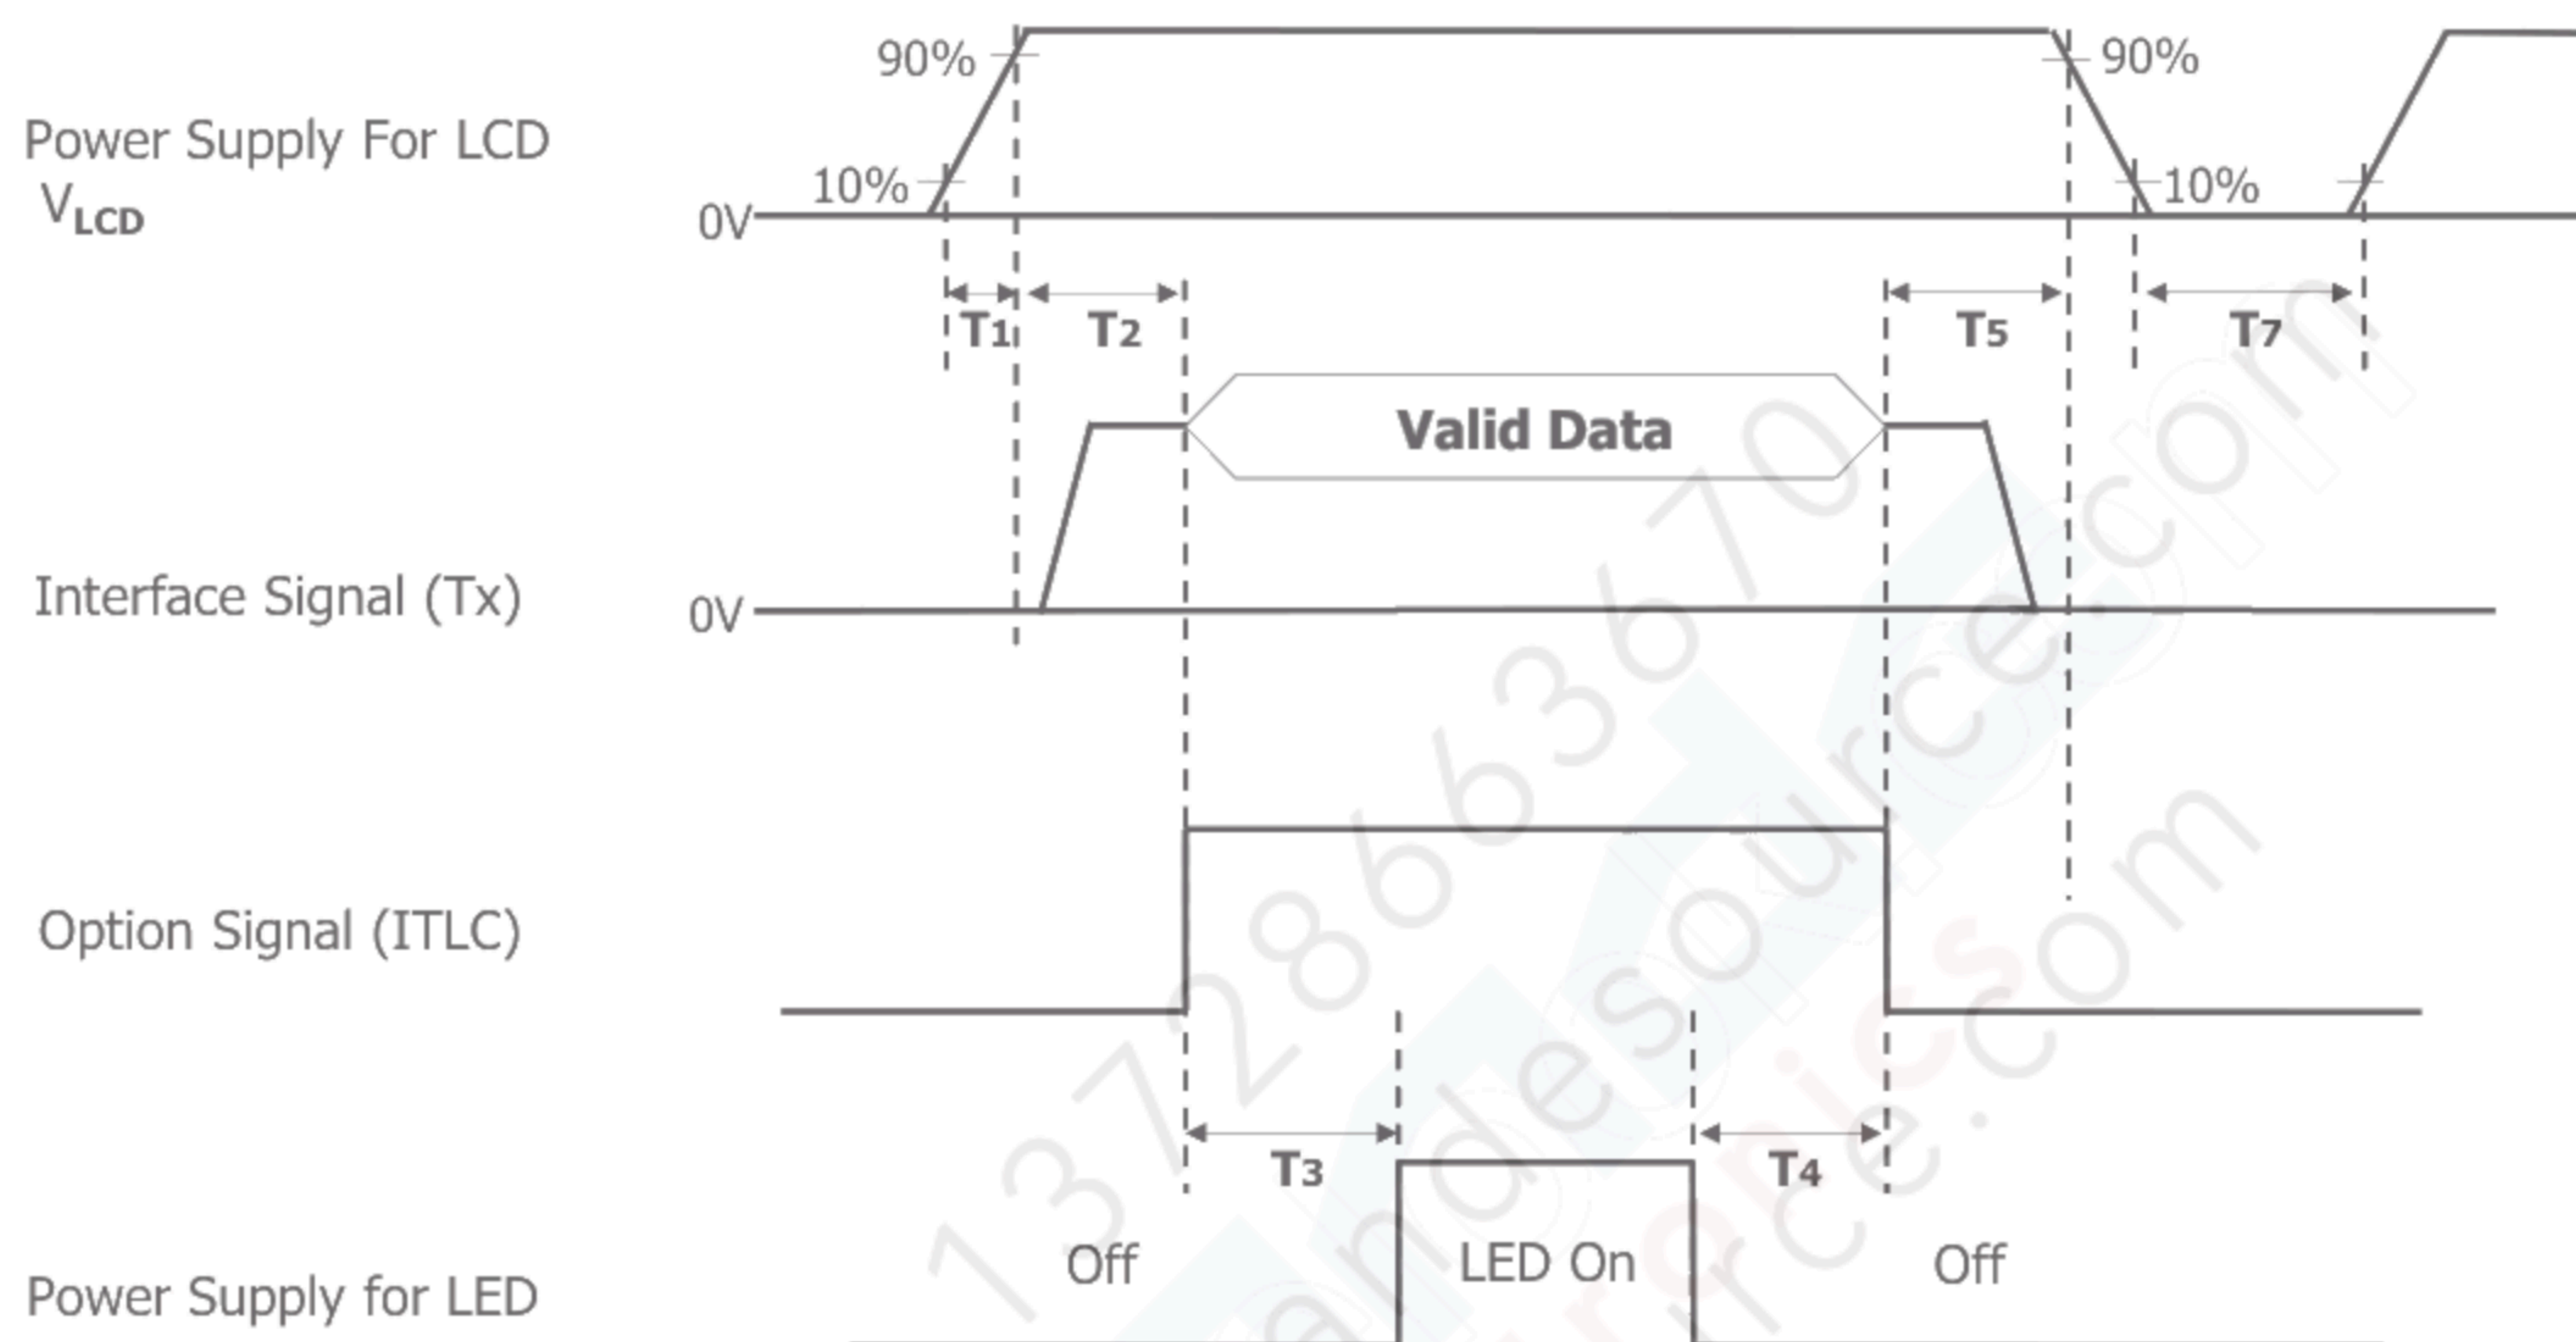 90%
90%
Power Supply For LCD
10%
10%
VLCD
0V
T1
T2
T5
T7
Valid Data
Interface Signal (Tx)
0V
Option Signal (ITLC)
T3
T4
Off
LED On
Off
Power Supply for LED
13728663670